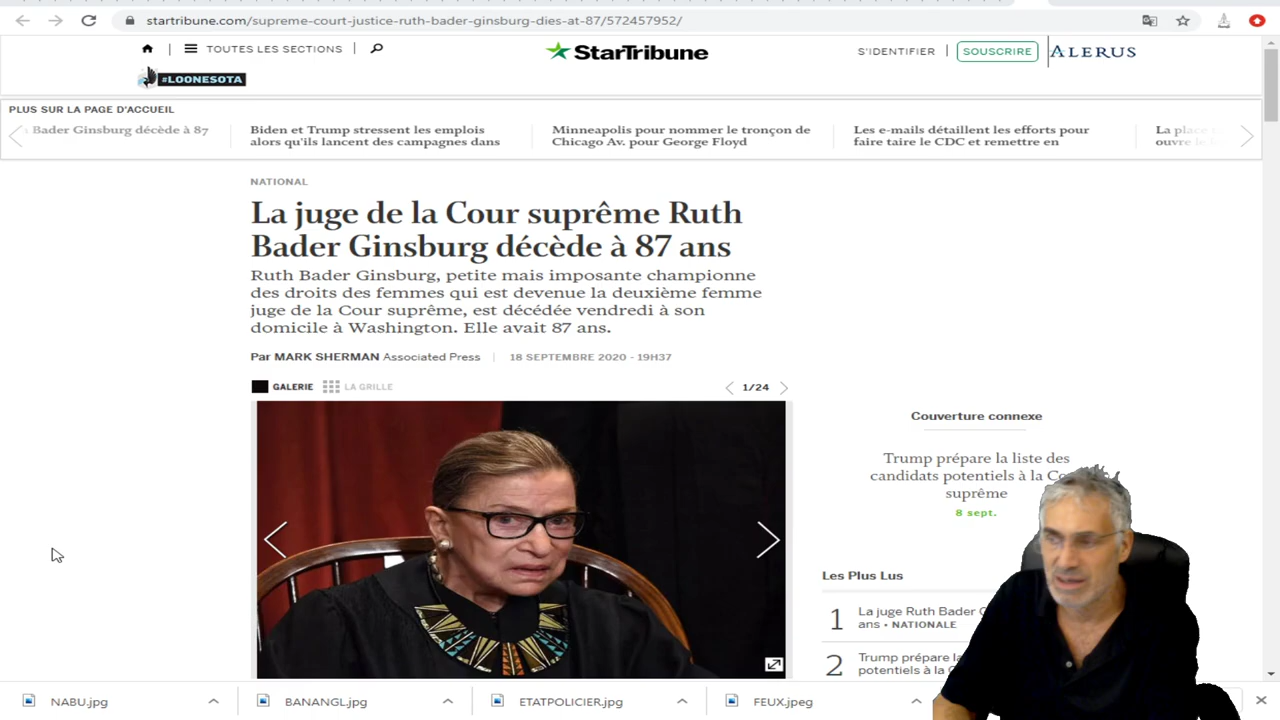 startribune.com/supreme-court-justice-ruth-bader-ginsburg-dies-at-87/572457952/
TOUTES LES SECTIONS
StarTribune
S'IDENTIFIER
SOUSCRIRE
ALERUS
#LOONESOTA
PLUS SUR LA PAGE D'ACCUEIL
Bader Ginsburg décède à 87
Biden et Trump stressent les emplois
alors qu'ils lancent des campagnes dans
Minneapolis pour nommer le tronçon de
Chicago Av. pour George Floyd
Les e-mails détaillent les efforts pour
faire taire le CDC et remettre en
La place
ouvre le
NATIONAL
La juge de la Cour suprême Ruth
Bader Ginsburg décède à 87 ans
Ruth Bader Ginsburg, petite mais imposante championne
des droits des femmes qui est devenue la deuxième femme
juge de la Cour suprême, est décédée vendredi à son
domicile à Washington. Elle avait 87 ans.
Par MARK SHERMAN Associated Press
18 SEPTEMBRE 2020 - 19H37
GALERIE
LA GRILLE
1/24
Couverture connexe
Trump prépare la liste des
candidats potentiels à la
suprême
8 sept.
Les Plus Lus
1 La juge Ruth Bader
ans • NATIONALE
2 Trump prépare
potentiels à la
NABU.jpg
BANANGL.jpg
ETATPOLICIER.jpg
FEUX.jpeg